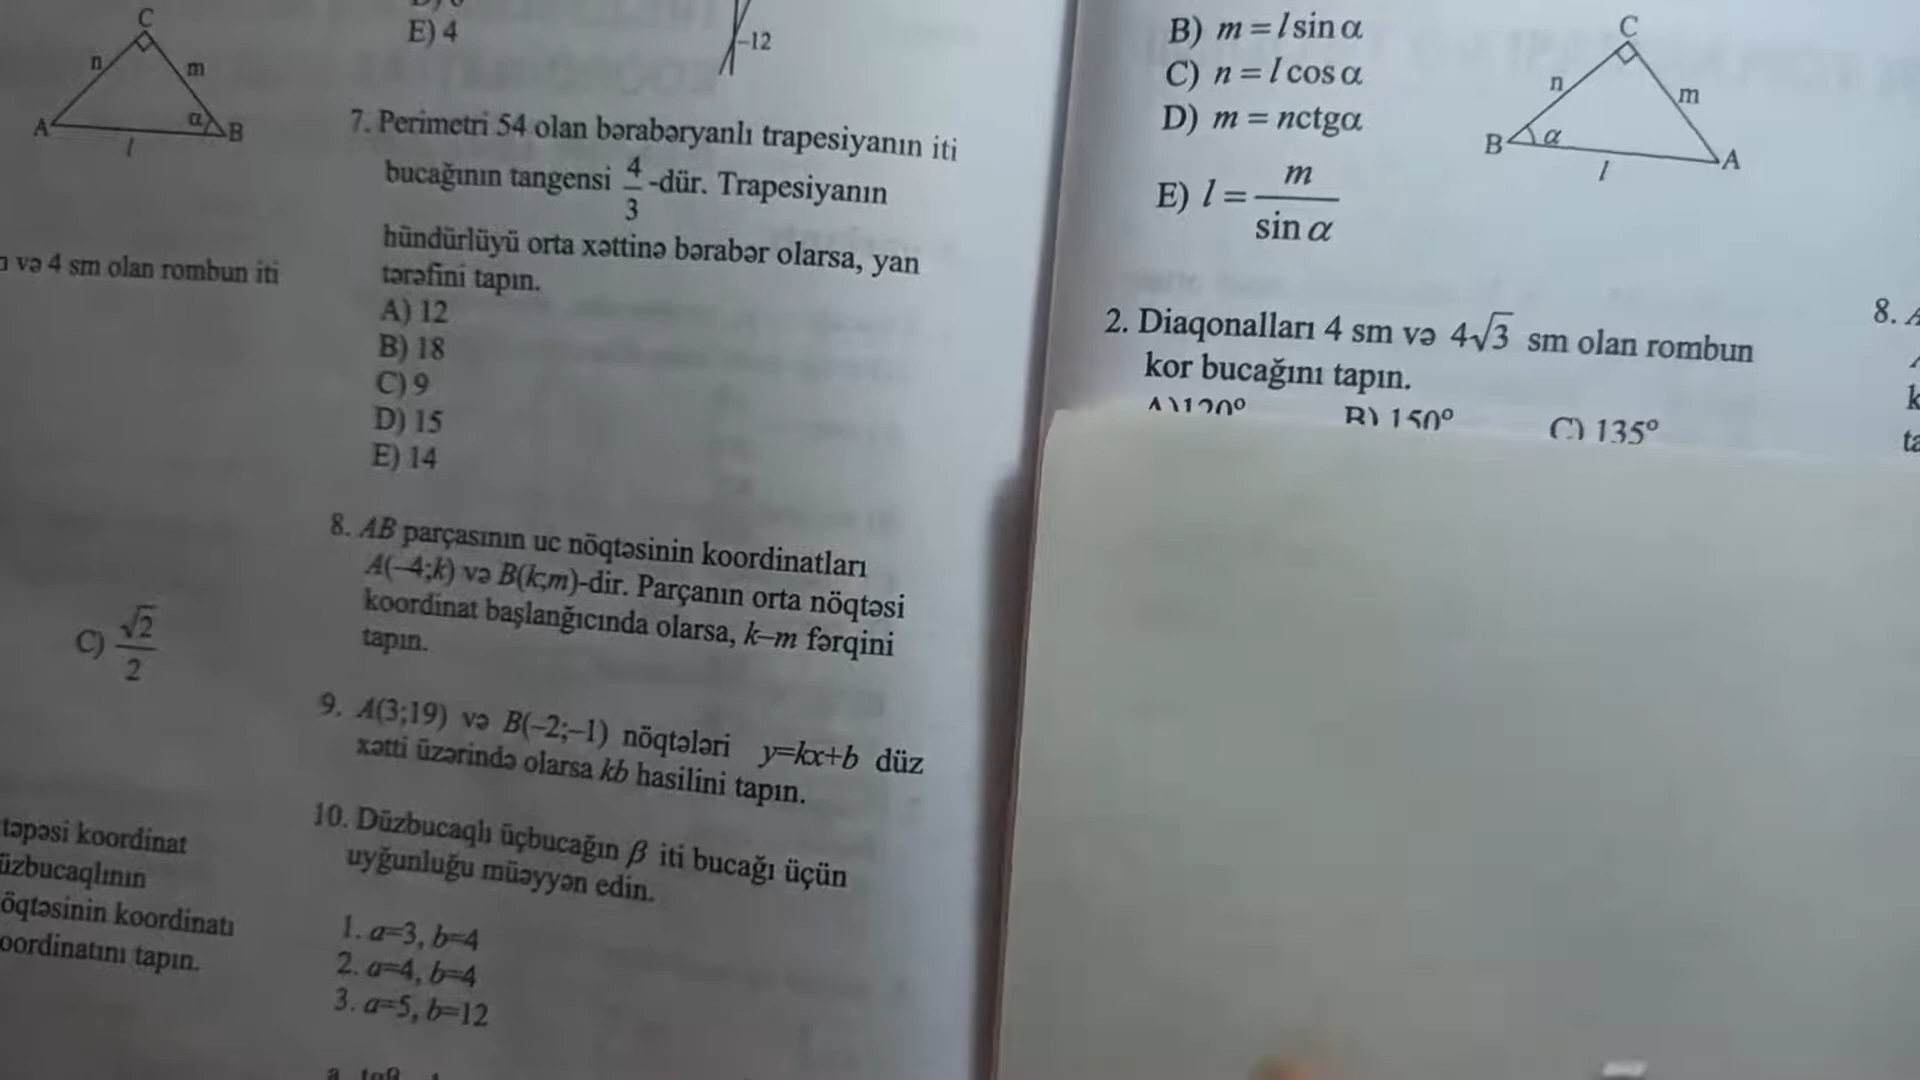 C
n
m
A
α
B
l
E) 4
–12
7. Perimetri 54 olan bərabəryanlı trapesiyanın iti
bucağının tangensi 4/3 -dür. Trapesiyanın
hündürlüyü orta xəttinə bərabər olarsa, yan
tərəfini tapın.
A) 12
B) 18
C) 9
D) 15
E) 14
və 4 sm olan rombun iti
8. AB parçasının uc nöqtəsinin koordinatları
A(–4;k) və B(k;m)-dir. Parçanın orta nöqtəsi
koordinat başlanğıcında olarsa, k–m fərqini
tapın.
C) √2/2
9. A(3;19) və B(–2;–1) nöqtələri y=kx+b düz
xətti üzərində olarsa kb hasilini tapın.
10. Düzbucaqlı üçbucağın β iti bucağı üçün
uyğunluğu müəyyən edin.
1. a=3, b=4
2. a=4, b=4
3. a=5, b=12
təpəsi koordinat
üzbucaqlının
öqtəsinin koordinatı
oordinatını tapın.
B) m = l sin α
C) n = l cos α
D) m = nctgα
E) l = m/sin α
C
n
m
B
α
A
l
2. Diaqonalları 4 sm və 4√3 sm olan rombun
kor bucağını tapın.
A) 120° B) 150° C) 135°
8.